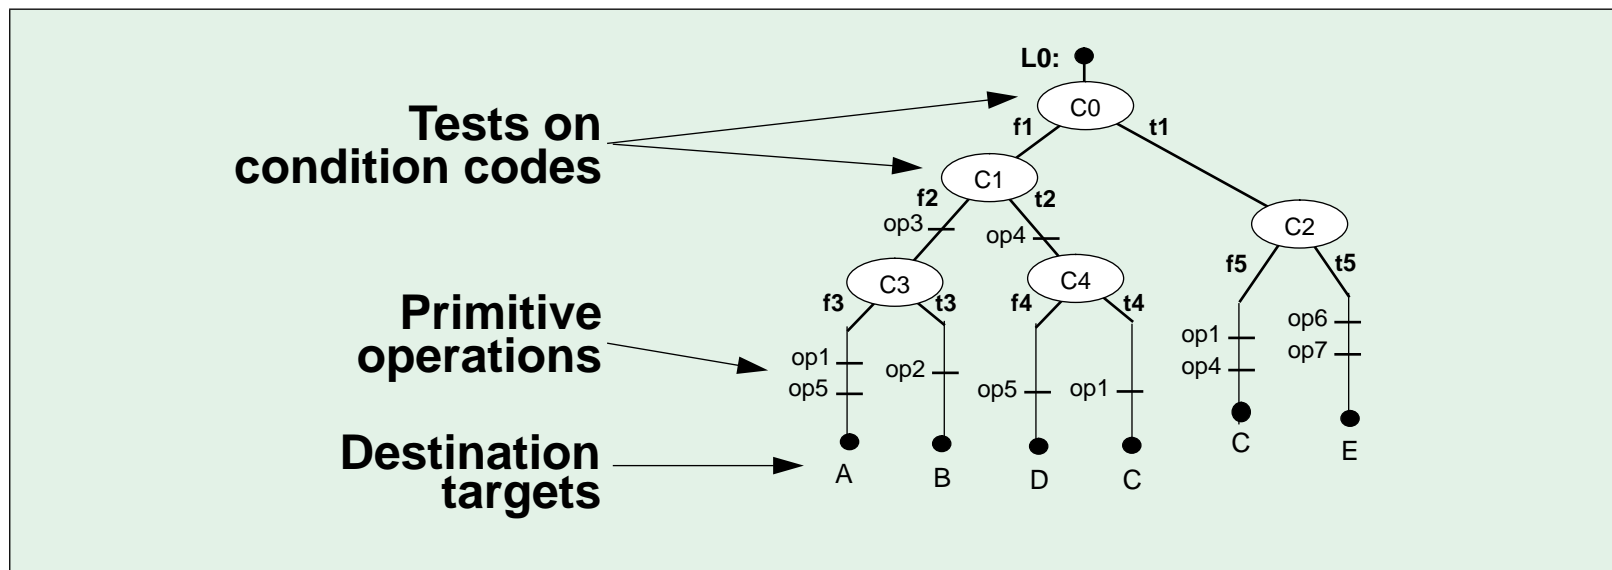 L0:
C0
f1
t1
Tests on
condition codes
C1
f2
t2
C2
op3
op4
f5
t5
C3
C4
f3
t3
f4
t4
Primitive
operations
op1
op4
op6
op7
op1
op5
op2
op5
op1
C
E
Destination
targets
A
B
D
C